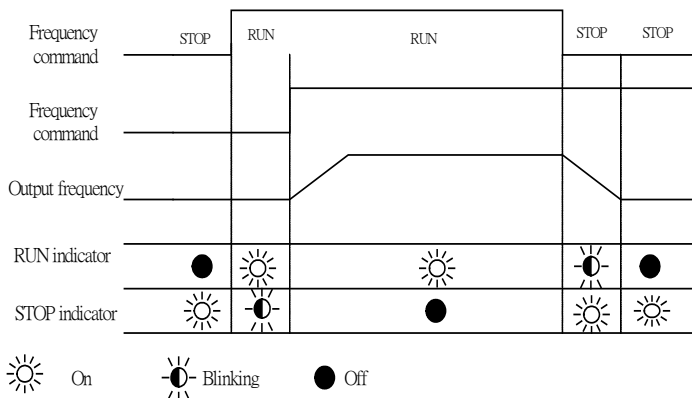 Frequency
command
STOP RUN RUN STOP STOP
Frequency
command
Output frequency
RUN indicator
STOP indicator
On Blinking Off